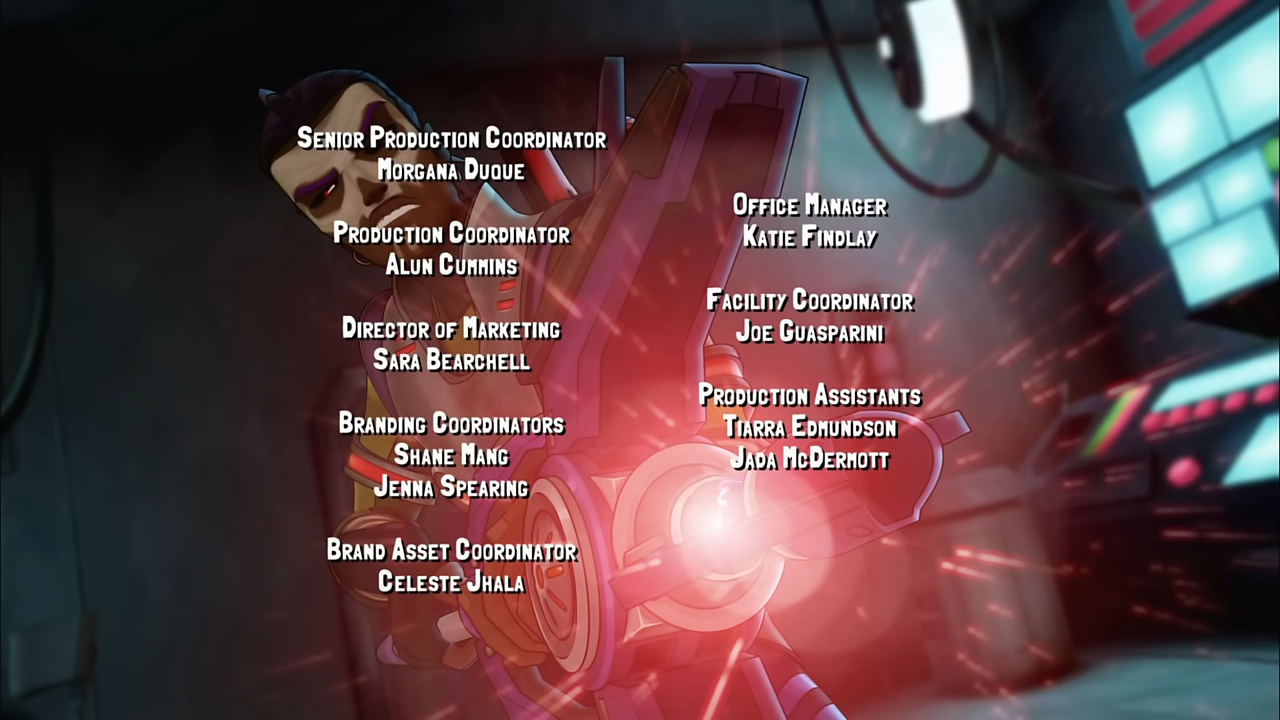 Senior Production Coordinator
Morgana Duque
Production Coordinator
Alun Cummins
Director of Marketing
Sara Bearchell
Branding Coordinators
Shane Mang
Jenna Spearing
Brand Asset Coordinator
Celeste Jhala
Office Manager
Katie Findlay
Facility Coordinator
Joe Guasparini
Production Assistants
Tiarra Edmundson
Jada McDermott